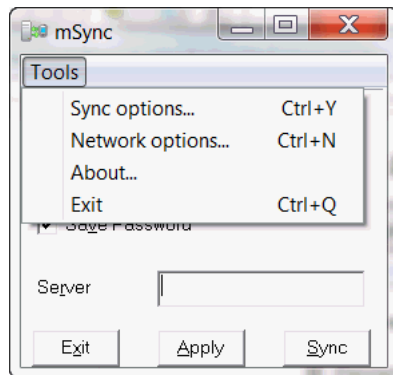 mSync
Tools
Sync options... Ctrl+Y
Network options... Ctrl+N
About...
Exit Ctrl+Q
Save Password
Server
Exit Apply Sync